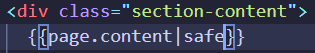 <div class="section-content">
{{page.content|safe}}